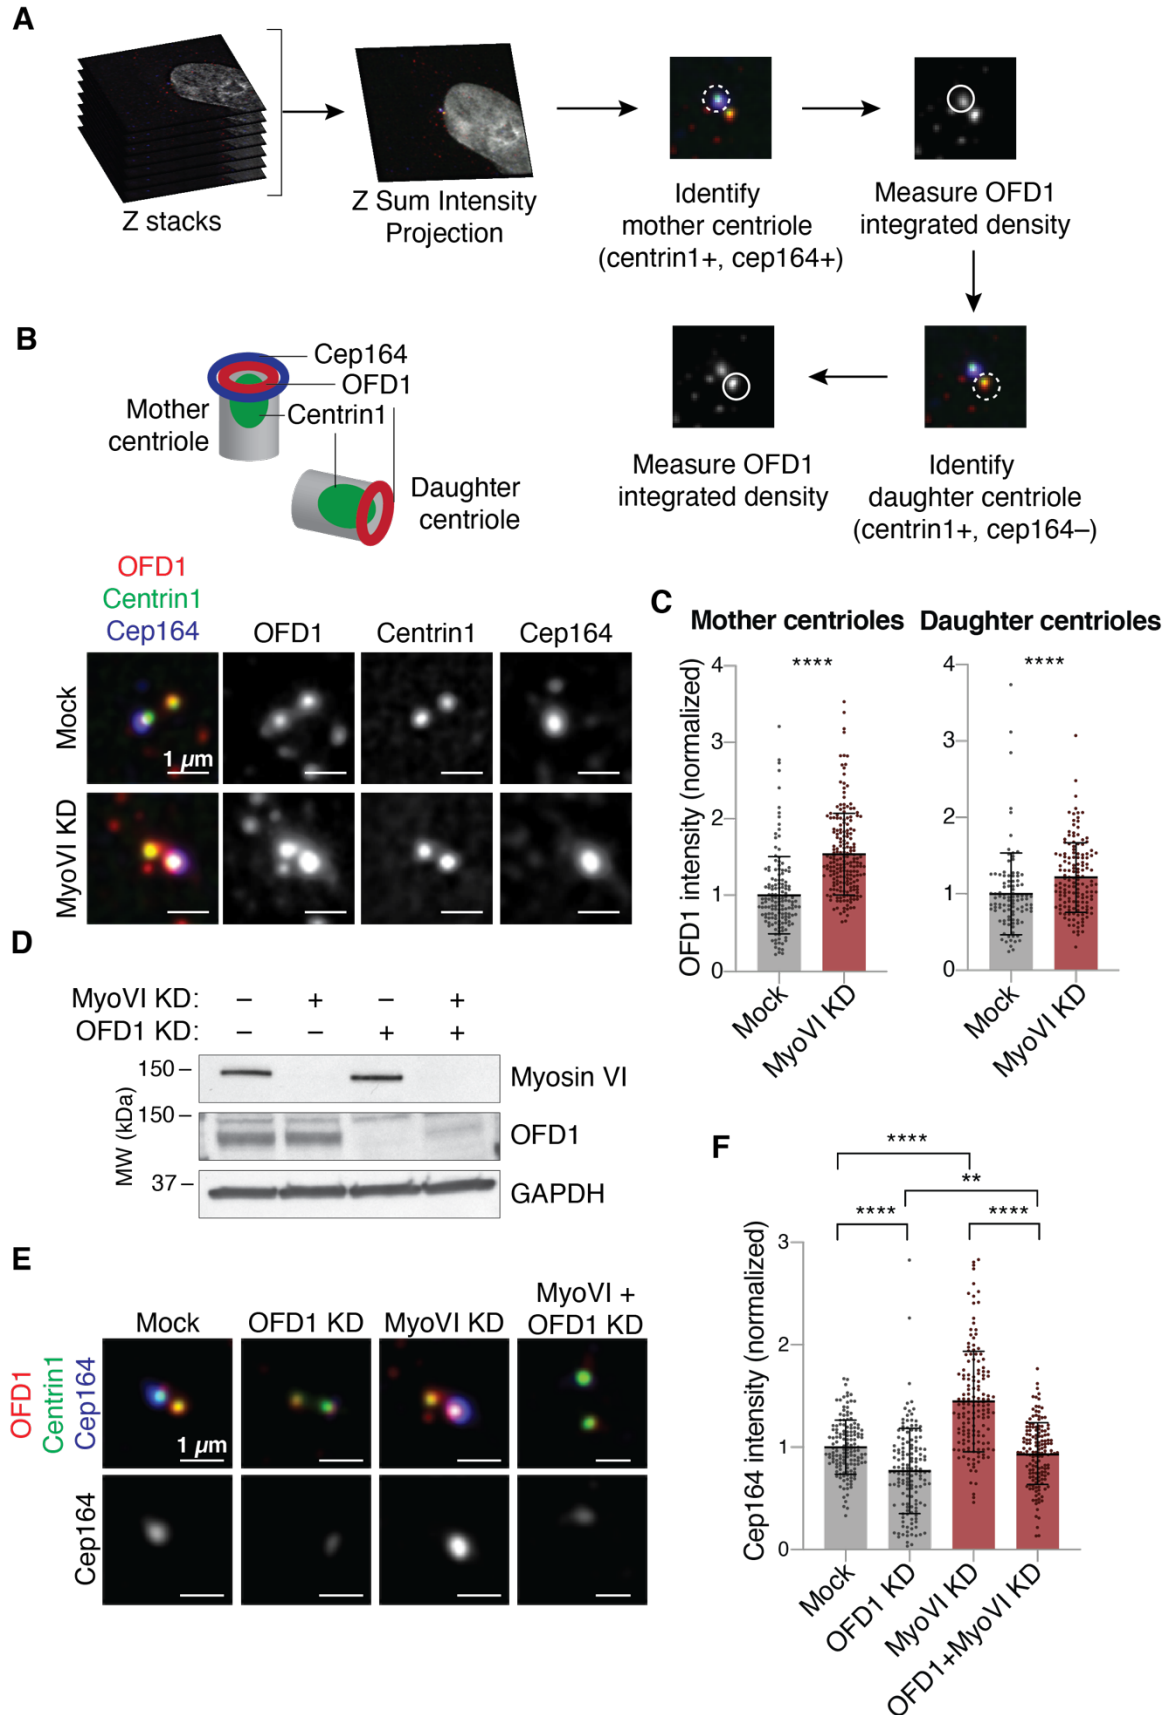 A
Z stacks
Z Sum Intensity
Projection
Identify
mother centriole
(centrin1+, cep164+)
Measure OFD1
integrated density
Identify
daughter centriole
(centrin1+, cep164–)
Measure OFD1
integrated density
B
Cep164
OFD1
Centrin1
Mother
centriole
Daughter
centriole
OFD1
Centrin1
Cep164
OFD1
Centrin1
Cep164
Mock
1 µm
MyoVI KD
C
Mother centrioles
Daughter centrioles
OFD1 intensity (normalized)
4
3
2
1
0
****
Mock
MyoVI KD
4
3
2
1
0
****
Mock
MyoVI KD
D
MyoVI KD: – + – +
OFD1 KD: – – + +
MW (kDa)
150 –
Myosin VI
150 –
OFD1
37 –
GAPDH
E
Mock
OFD1 KD
MyoVI KD
MyoVI +
OFD1 KD
OFD1
Centrin1
Cep164
1 µm
Cep164
F
****
**
****
****
Cep164 intensity (normalized)
3
2
1
0
Mock
OFD1 KD
MyoVI KD
OFD1+MyoVI KD